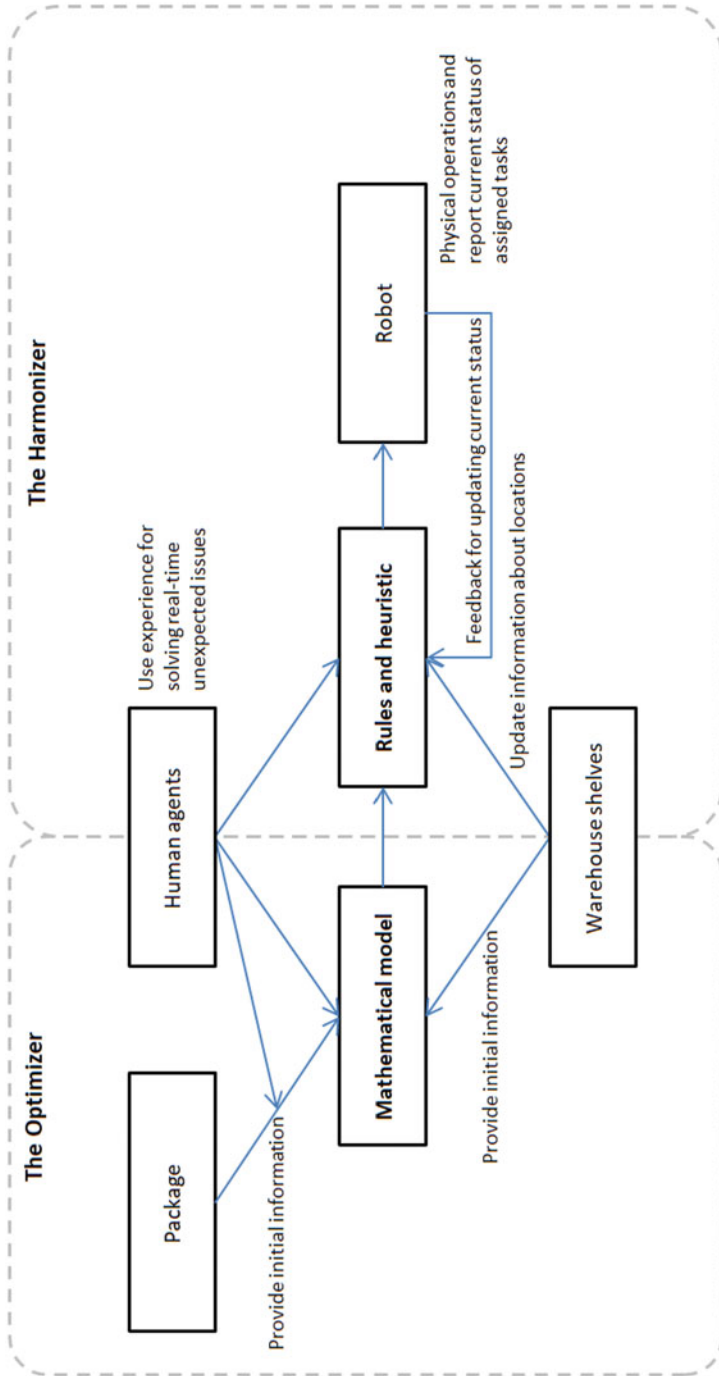 The Optimizer
The Harmonizer
Package
Human agents
Use experience for
solving real-time
unexpected issues
Provide initial information
Mathematical model
Rules and heuristic
Robot
Physical operations and
report current status of
assigned tasks
Feedback for updating current status
Provide initial information
Update information about locations
Warehouse shelves